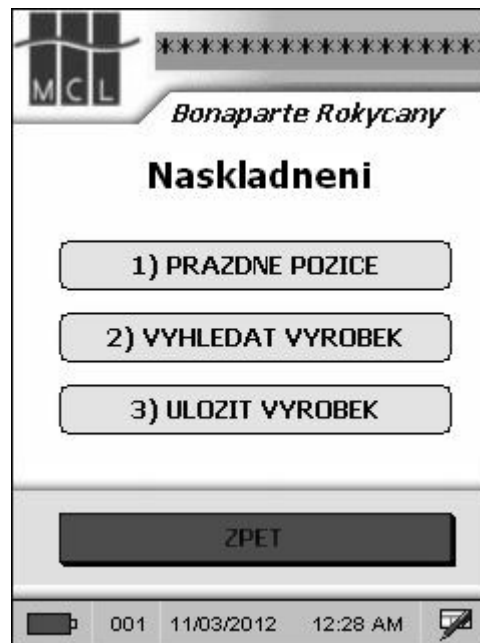 ******************
MCL
Bonaparte Rokycany
Naskladneni
1) PRAZDNE POZICE
2) VYHLEDAT VYROBEK
3) ULOZIT VYROBEK
ZPET
001 11/03/2012 12:28 AM